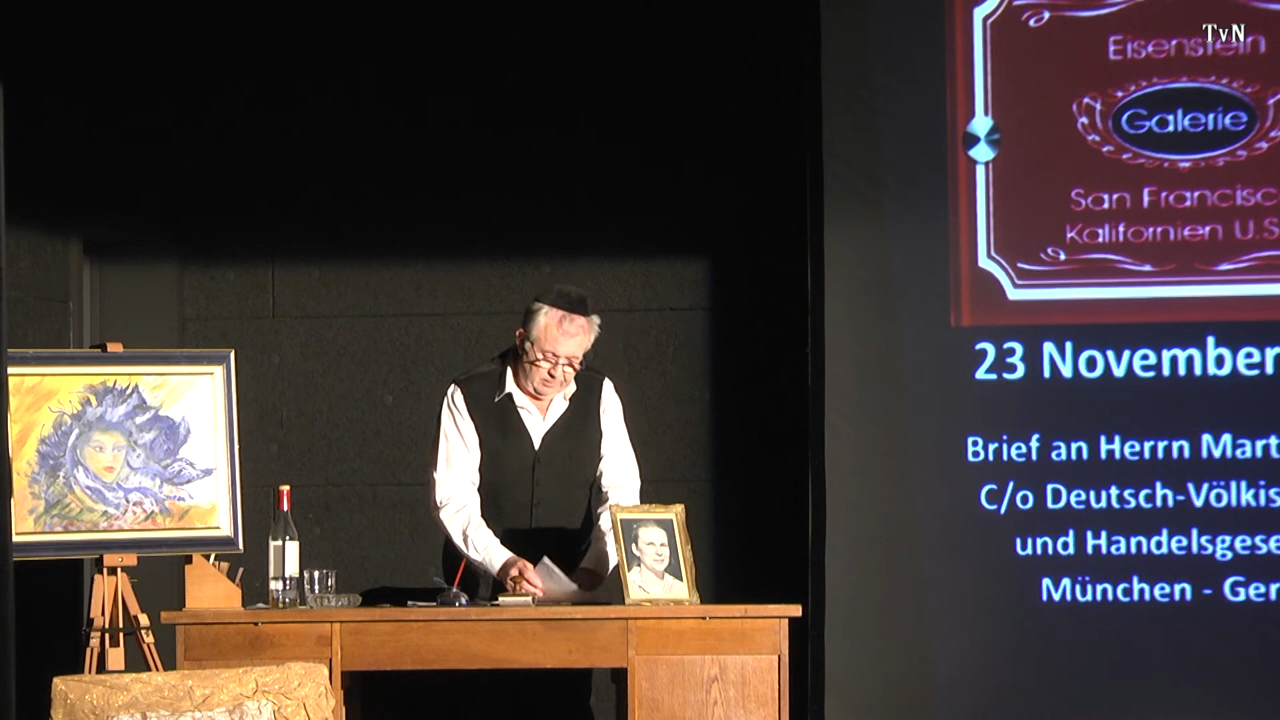 TvN
Eisenstein
Galerie
San Francisc
Kalifornien U.S
23 November
Brief an Herrn Mart
C/o Deutsch-Völkis
und Handelsgese
München - Ger